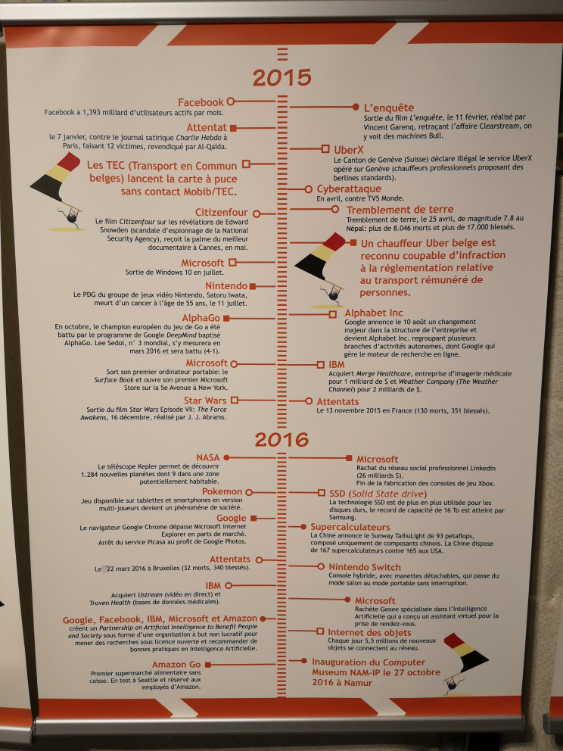 2015
Facebook
Facebook a 1,393 milliard d'utilisateurs actifs par mois.
Attentat
le 7 janvier, contre le journal satirique Charlie Hebdo à
Paris, faisant 12 victimes, revendiqué par Al-Qaïda.
Les TEC (Transport en Commun
belges) lancent la carte à puce
sans contact Mobib/TEC.
Citizenfour
Le film Citizenfour sur les révélations de Edward
Snowden (scandale d'espionnage de la National
Security Agency), reçoit la palme du meilleur
documentaire à Cannes, en mai.
Microsoft
Sortie de Windows 10 en juillet.
Nintendo
Le PDG du groupe de jeux vidéo Nintendo, Satoru Iwata,
meurt d'un cancer à l'âge de 55 ans, le 11 juillet.
AlphaGo
En octobre, le champion européen du jeu de Go a été
battu par le programme de Google DeepMind baptisé
AlphaGo. Lee Sedol, n° 3 mondial, s'y mesurera en
mars 2016 et sera battu (4-1).
Microsoft
Sort son premier ordinateur portable: le
Surface Book et ouvre son premier Microsoft
Store sur la 5e Avenue à New York.
Star Wars
Sortie du film Star Wars Episode VII: The Force
Awakens, 16 décembre, réalisé par J. J. Abrams.
L'enquête
Sortie du film L'enquête, le 11 février, réalisé par
Vincent Garenq, retraçant l'affaire Clearstream, on
y voit des machines Bull.
UberX
Le Canton de Genève (Suisse) déclare illégal le service UberX
opéré sur Genève (chauffeurs professionnels proposant des
berlines standards).
Cyberattaque
En avril, contre TV5 Monde.
Tremblement de terre
Tremblement de terre, le 25 avril, de magnitude 7.8 au
Népal: plus de 8.046 morts et plus de 17.000 blessés.
Un chauffeur Uber belge est
reconnu coupable d'infraction
à la réglementation relative
au transport rémunéré de
personnes.
Alphabet Inc
Google annonce le 10 août un changement
majeur dans la structure de l'entreprise et
devient Alphabet Inc. regroupant plusieurs
branches d'activités autonomes, dont Google qui
gère le moteur de recherche en ligne.
IBM
Acquiert Merge Healthcare, entreprise d'imagerie médicale
pour 1 milliard de $ et Weather Company (The Weather
Channel) pour 2 milliards de $.
Attentats
Le 13 novembre 2015 en France (130 morts, 351 blessés).
2016
NASA
Le téléscope Kepler permet de découvrir
1.284 nouvelles planètes dont 9 dans une zone
potentiellement habitable.
Pokemon
Jeu disponible sur tablettes et smartphones en version
multi-joueurs devient un phénomène de société.
Google
Le navigateur Google Chrome dépasse Microsoft Internet
Explorer en parts de marché.
Arrêt du service Picasa au profit de Google Photos.
Attentats
Le 22 mars 2016 à Bruxelles (32 morts, 340 blessés).
IBM
Acquiert Ustream (vidéo en direct) et
Truven Health (bases de données médicales).
Google, Facebook, IBM, Microsoft et Amazon
créent un Partnership on Artificial Intelligence to Benefit People
and Society sous forme d'une organisation à but non lucratif pour
mener des recherches sous licence ouverte et recommander de
bonnes pratiques en Intelligence Artificielle.
Amazon Go
Premier supermarché alimentaire sans
caisse. En test à Seattle et réservé aux
employés d'Amazon.
Microsoft
Rachat du réseau social professionnel LinkedIn
(26 milliards $).
Fin de la fabrication des consoles de jeu Xbox.
SSD (Solid State drive)
La technologie SSD est de plus en plus utilisée pour les
disques durs, le record de capacité de 16 To est atteint par
Samsung.
Supercalculateurs
La Chine annonce le Sunway TaihuLight de 93 petaflops,
composé uniquement de composants chinois. La Chine dispose
de 167 supercalculateurs contre 165 aux USA.
Nintendo Switch
Console hybride, avec manettes détachables, qui passe du
mode salon au mode portable sans interruption.
Microsoft
Rachète Genee spécialisée dans l'Intelligence
Artificielle qui a conçu un assistant virtuel pour la
prise de rendez-vous.
Internet des objets
Chaque jour 5,5 millions de nouveaux
objets se connectent au réseau.
Inauguration du Computer
Museum NAM-IP le 27 octobre
2016 à Namur